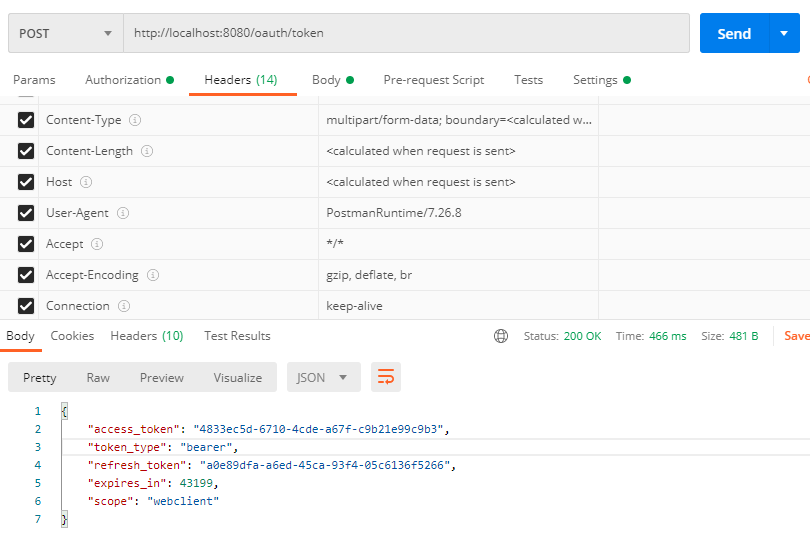 POST http://localhost:8080/oauth/token Send
Params Authorization Headers (14) Body Pre-request Script Tests Settings
Content-Type multipart/form-data; boundary=<calculated w...
Content-Length <calculated when request is sent>
Host <calculated when request is sent>
User-Agent PostmanRuntime/7.26.8
Accept */*
Accept-Encoding gzip, deflate, br
Connection keep-alive
Body Cookies Headers (10) Test Results Status: 200 OK Time: 466 ms Size: 481 B Save
Pretty Raw Preview Visualize JSON
1 {
2 "access_token": "4833ec5d-6710-4cde-a67f-c9b21e99c9b3",
3 "token_type": "bearer",
4 "refresh_token": "a0e89dfa-a6ed-45ca-93f4-05c6136f5266",
5 "expires_in": 43199,
6 "scope": "webclient"
7 }